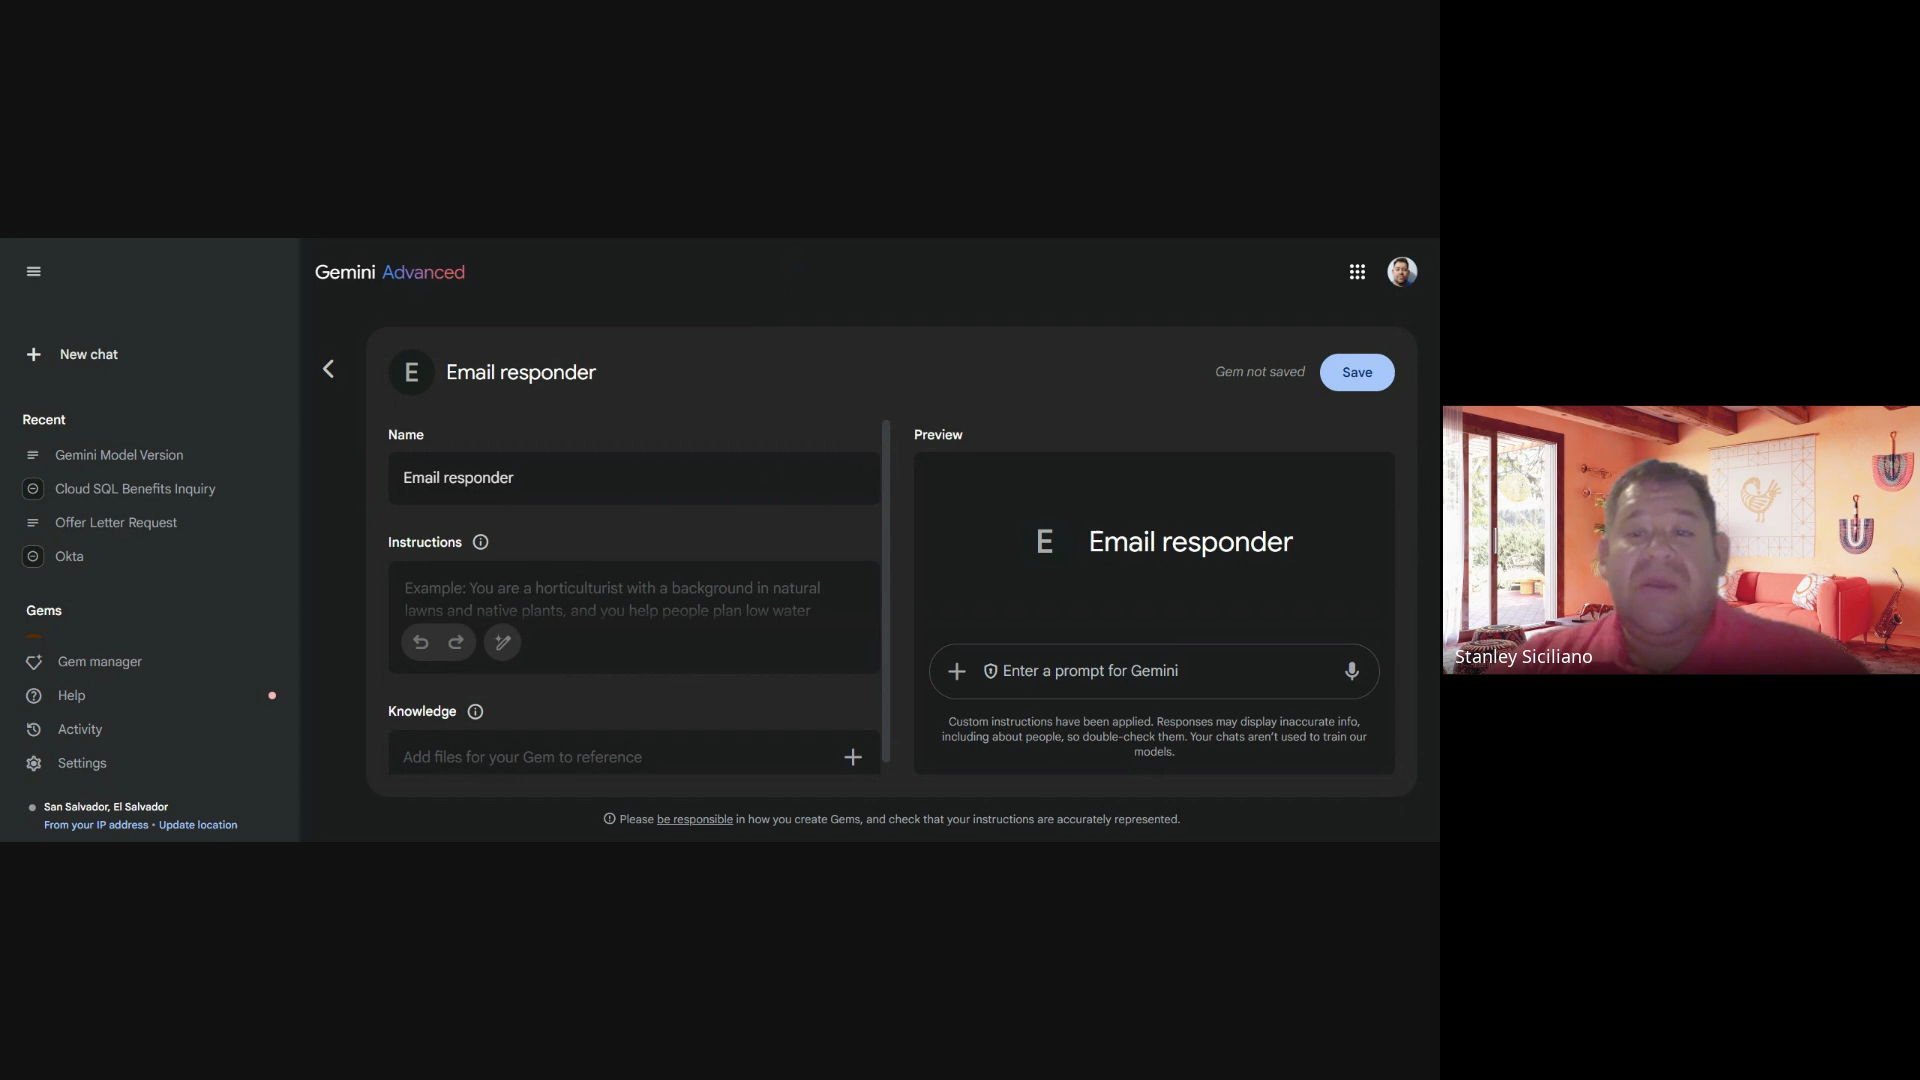 Gemini Advanced
New chat
Recent
Gemini Model Version
Cloud SQL Benefits Inquiry
Offer Letter Request
Okta
Gems
Gem manager
Help
Activity
Settings
San Salvador, El Salvador
From your IP address • Update location
E Email responder
Gem not saved
Save
Name
Email responder
Instructions
Example: You are a horticulturist with a background in natural
lawns and native plants, and you help people plan low water
Knowledge
Add files for your Gem to reference
Preview
E Email responder
Enter a prompt for Gemini
Custom instructions have been applied. Responses may display inaccurate info,
including about people, so double-check them. Your chats aren't used to train our
models.
Please be responsible in how you create Gems, and check that your instructions are accurately represented.
Stanley Siciliano